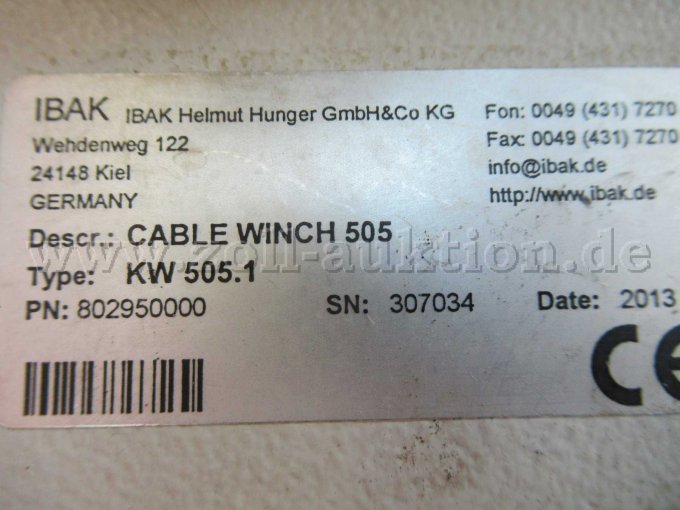 IBAK IBAK Helmut Hunger GmbH&Co KG Fon: 0049 (431) 7270
Wehdenweg 122 Fax: 0049 (431) 7270
24148 Kiel info@ibak.de
GERMANY http://www.ibak.de
Descr.: CABLE WINCH 505
www.zoll-auktion.de
Type: KW 505.1
PN: 802950000 SN: 307034 Date: 2013
CE